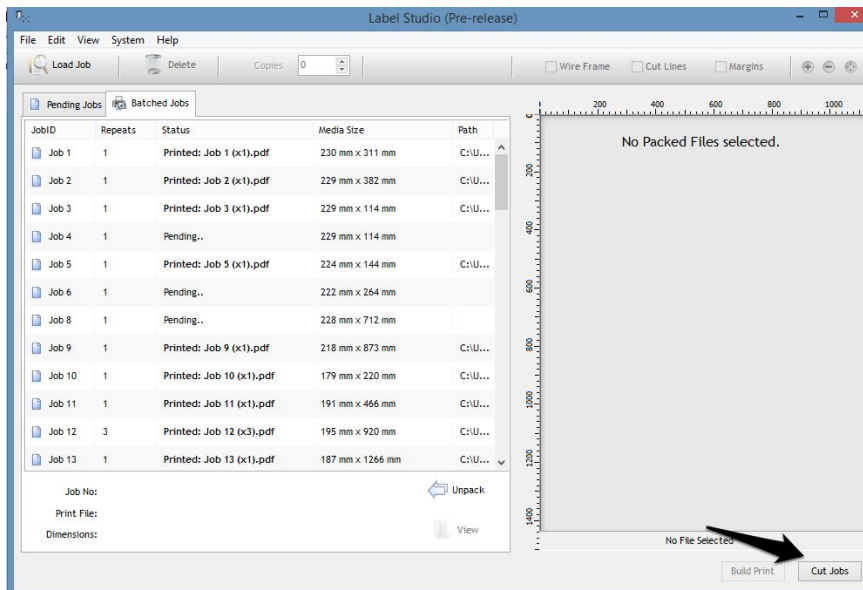 Label Studio (Pre-release)
File Edit View System Help
Load Job Delete Copies 0 Wire Frame Cut Lines Margins
Pending Jobs Batched Jobs
JobID Repeats Status Media Size Path
Job 1 1 Printed: Job 1 (x1).pdf 230 mm x 311 mm C:\U...
Job 2 1 Printed: Job 2 (x1).pdf 229 mm x 382 mm C:\U...
Job 3 1 Printed: Job 3 (x1).pdf 229 mm x 114 mm C:\U...
Job 4 1 Pending.. 229 mm x 114 mm
Job 5 1 Printed: Job 5 (x1).pdf 224 mm x 144 mm C:\U...
Job 6 1 Pending.. 222 mm x 264 mm
Job 8 1 Pending.. 228 mm x 712 mm
Job 9 1 Printed: Job 9 (x1).pdf 218 mm x 873 mm C:\U...
Job 10 1 Printed: Job 10 (x1).pdf 179 mm x 220 mm C:\U...
Job 11 1 Printed: Job 11 (x1).pdf 191 mm x 466 mm C:\U...
Job 12 3 Printed: Job 12 (x3).pdf 195 mm x 920 mm C:\U...
Job 13 1 Printed: Job 13 (x1).pdf 187 mm x 1266 mm C:\U...
Job No:
Unpack
Print File:
Dimensions:
View
200 400 600 800 1000
0
200
400
600
800
1000
1200
1400
No Packed Files selected.
No File Selected
Build Print Cut Jobs